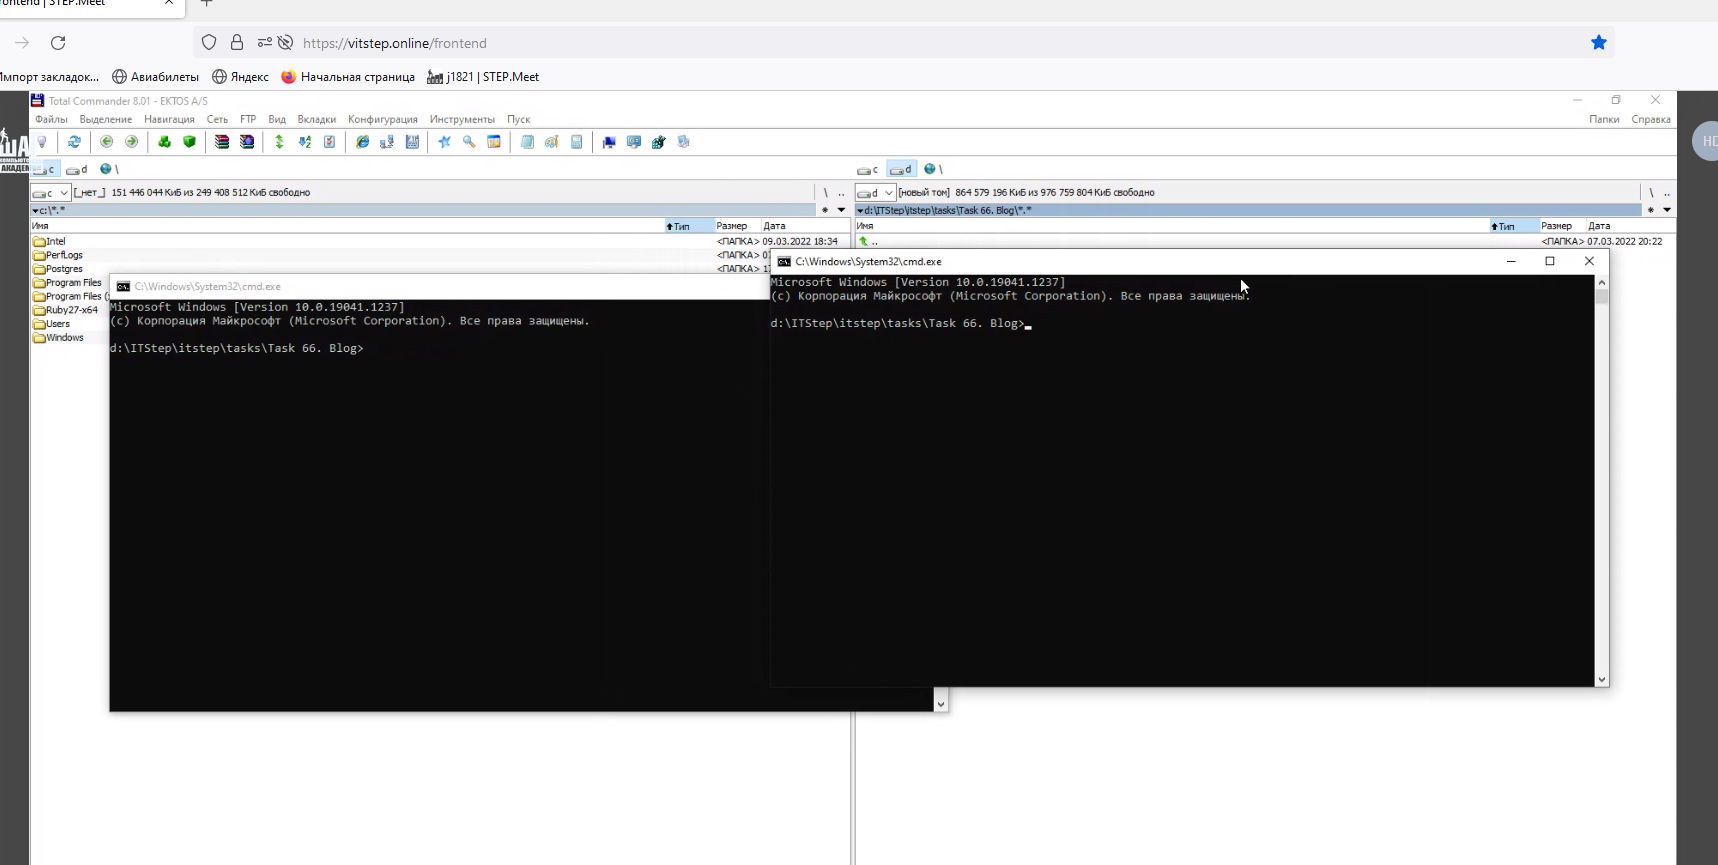 frontend | STEP.Meet
https://vitstep.online/frontend
Импорт закладок...
Авиабилеты
Яндекс
Начальная страница
j1821 | STEP.Meet
Total Commander 8.01 - EKTOS A/S
Файлы Выделение Навигация Сеть FTP Вид Вкладки Конфигурация Инструменты Пуск
Папки Справка
HD
c d \
c d \
c [_нет_] 151 446 044 КиБ из 249 408 512 КиБ свободно \ ..
d [новый том] 864 579 196 КиБ из 976 759 804 КиБ свободно \ ..
c:\*.*
d:\ITStep\itstep\tasks\Task 66. Blog\*.*
Имя Тип Размер Дата
Имя Тип Размер Дата
Intel <ПАПКА> 09.03.2022 18:34
.. <ПАПКА> 07.03.2022 20:22
PerfLogs <ПАПКА>
Postgres <ПАПКА>
Program Files
Program Files
Ruby27-x64
Users
Windows
C:\Windows\System32\cmd.exe
Microsoft Windows [Version 10.0.19041.1237]
(c) Корпорация Майкрософт (Microsoft Corporation). Все права защищены.
d:\ITStep\itstep\tasks\Task 66. Blog>
C:\Windows\System32\cmd.exe
Microsoft Windows [Version 10.0.19041.1237]
(c) Корпорация Майкрософт (Microsoft Corporation). Все права защищены.
d:\ITStep\itstep\tasks\Task 66. Blog>_